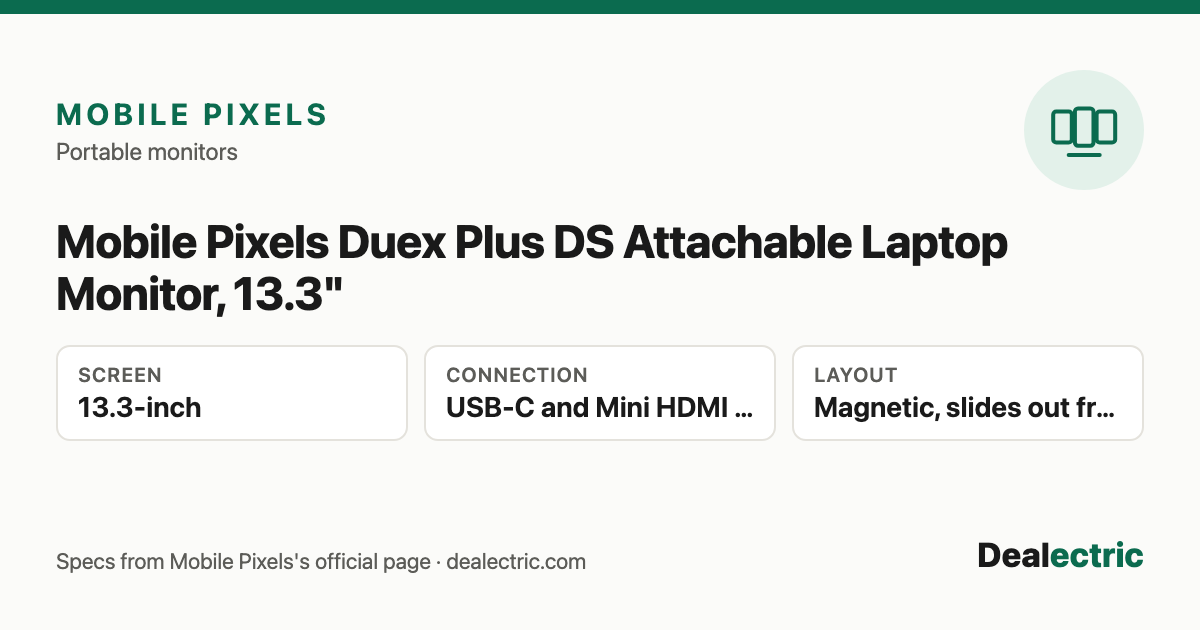 MOBILE PIXELS
Portable monitors
Mobile Pixels Duex Plus DS Attachable Laptop
Monitor, 13.3"
SCREEN
13.3-inch
CONNECTION
USB-C and Mini HDMI ...
LAYOUT
Magnetic, slides out fr...
Specs from Mobile Pixels's official page · dealectric.com
Dealectric